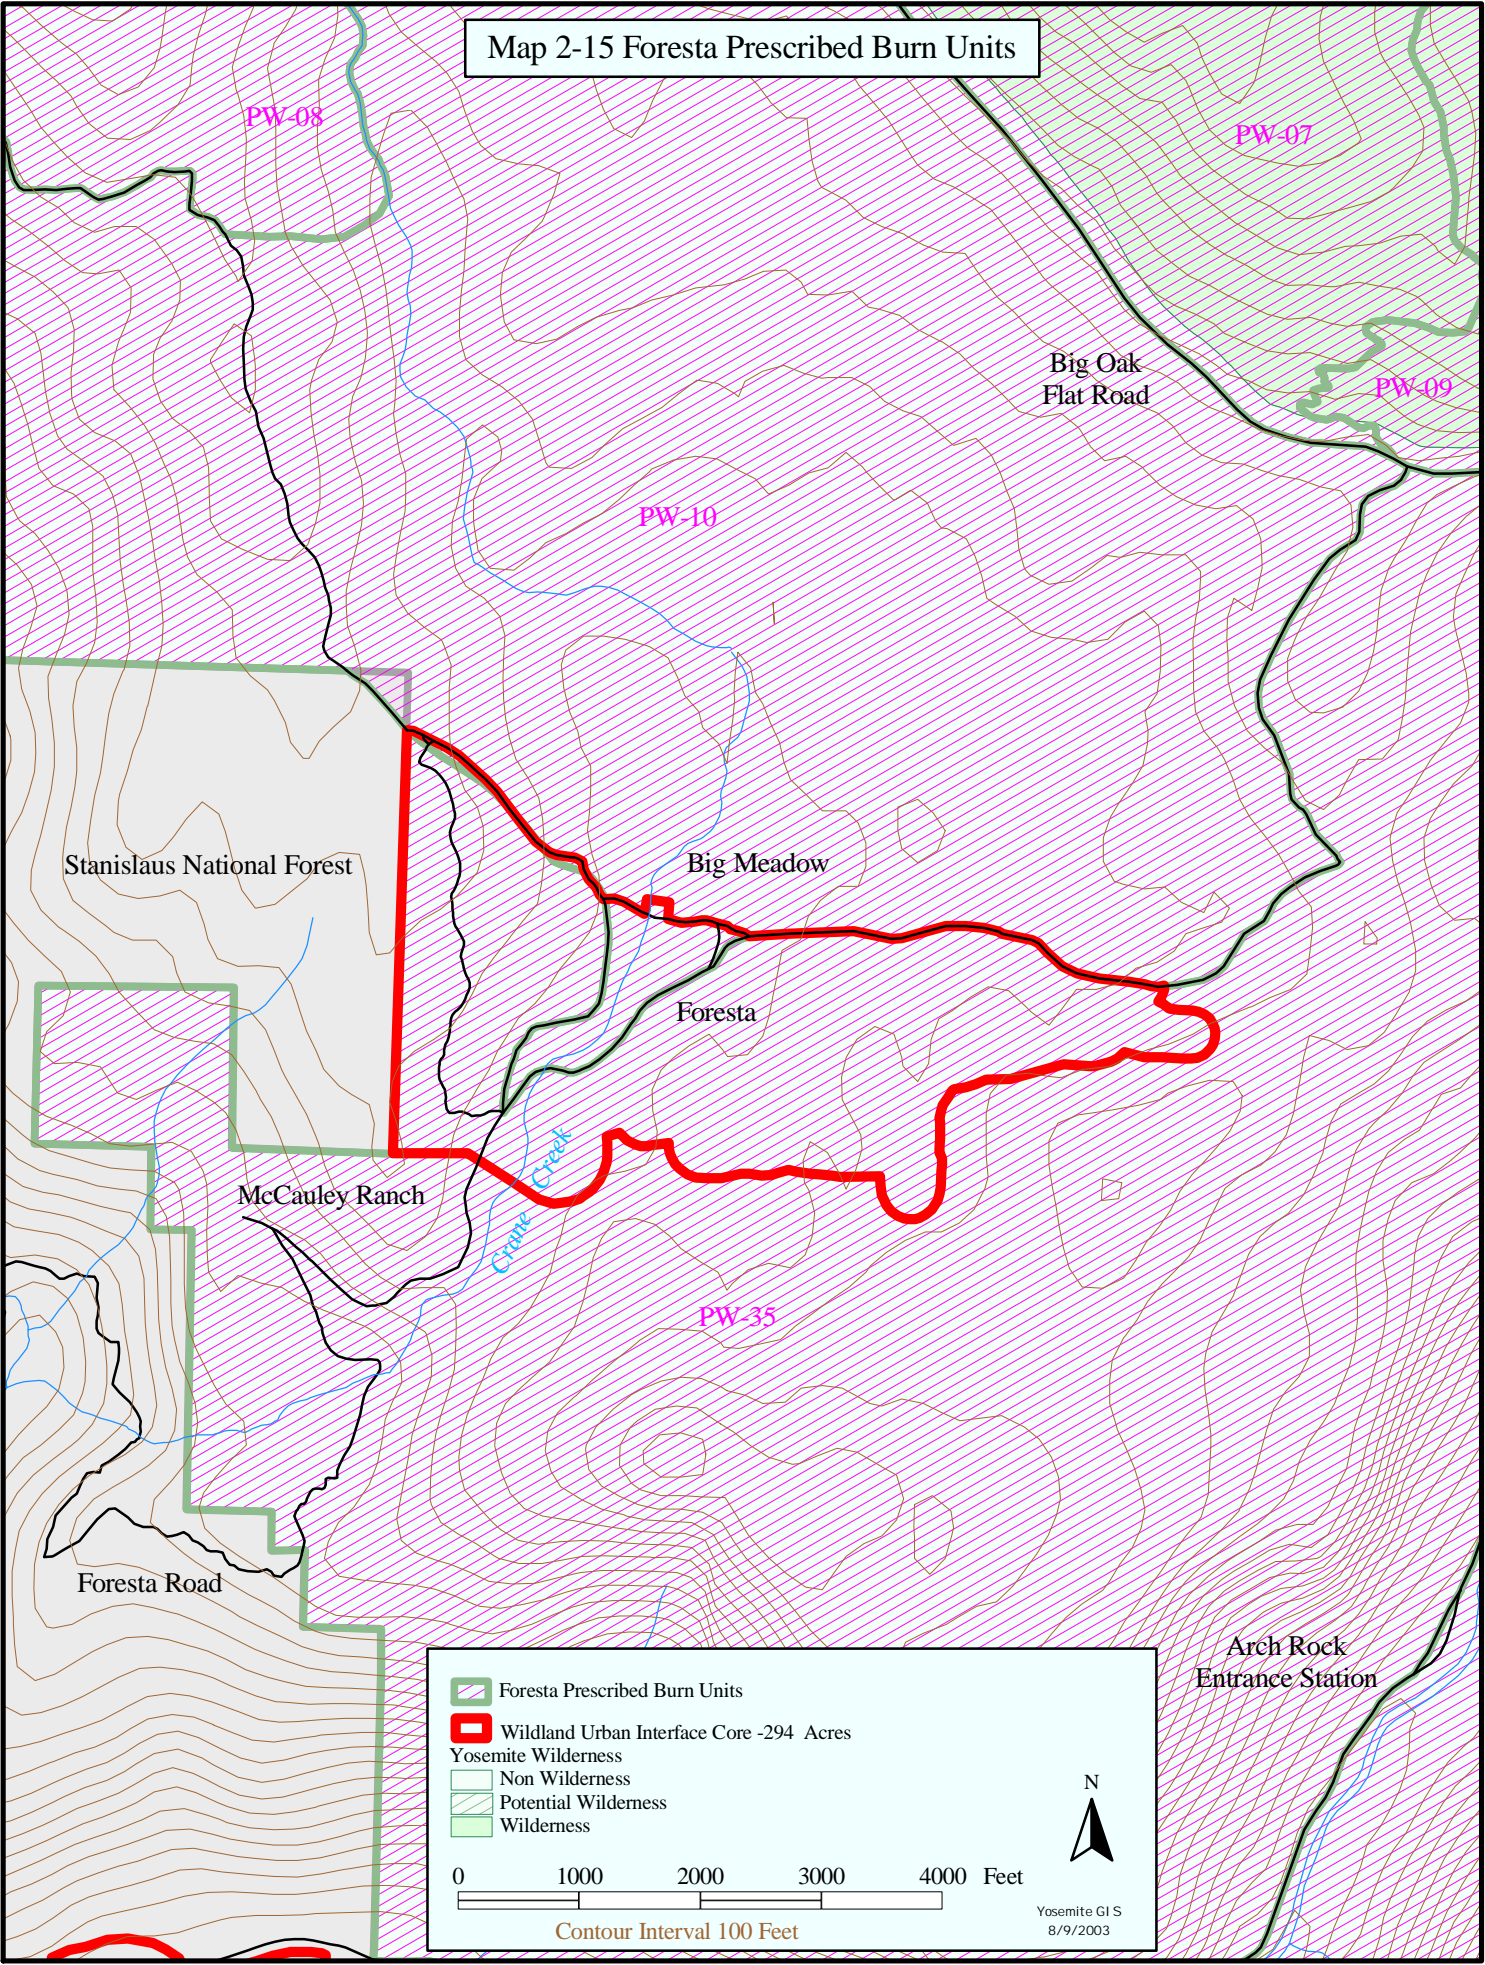 Map 2-15 Foresta Prescribed Burn Units
PW-08
PW-07
Big Oak
Flat Road
PW-09
PW-10
Stanislaus National Forest
Big Meadow
Foresta
Crane Creek
McCauley Ranch
PW-35
Foresta Road
Arch Rock
Entrance Station
Foresta Prescribed Burn Units
Wildland Urban Interface Core -294 Acres
Yosemite Wilderness
Non Wilderness
Potential Wilderness
Wilderness
N
0 1000 2000 3000 4000 Feet
Contour Interval 100 Feet
Yosemite GIS
8/9/2003